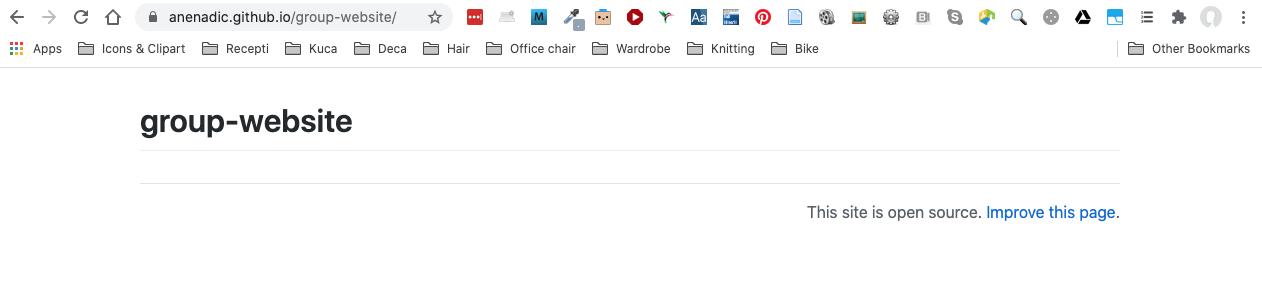 anenadic.github.io/group-website/
Apps Icons & Clipart Recepti Kuca Deca Hair Office chair Wardrobe Knitting Bike Other Bookmarks
group-website
This site is open source. Improve this page.